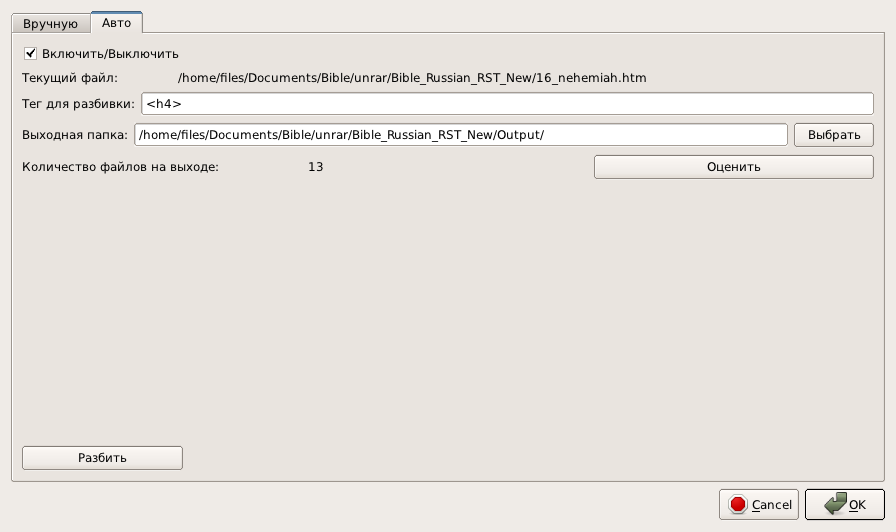 Вручную Авто
Включить/Выключить
Текущий файл: /home/files/Documents/Bible/unrar/Bible_Russian_RST_New/16_nehemiah.htm
Тег для разбивки: <h4>
Выходная папка: /home/files/Documents/Bible/unrar/Bible_Russian_RST_New/Output/ Выбрать
Количество файлов на выходе: 13 Оценить
Разбить
Cancel OK